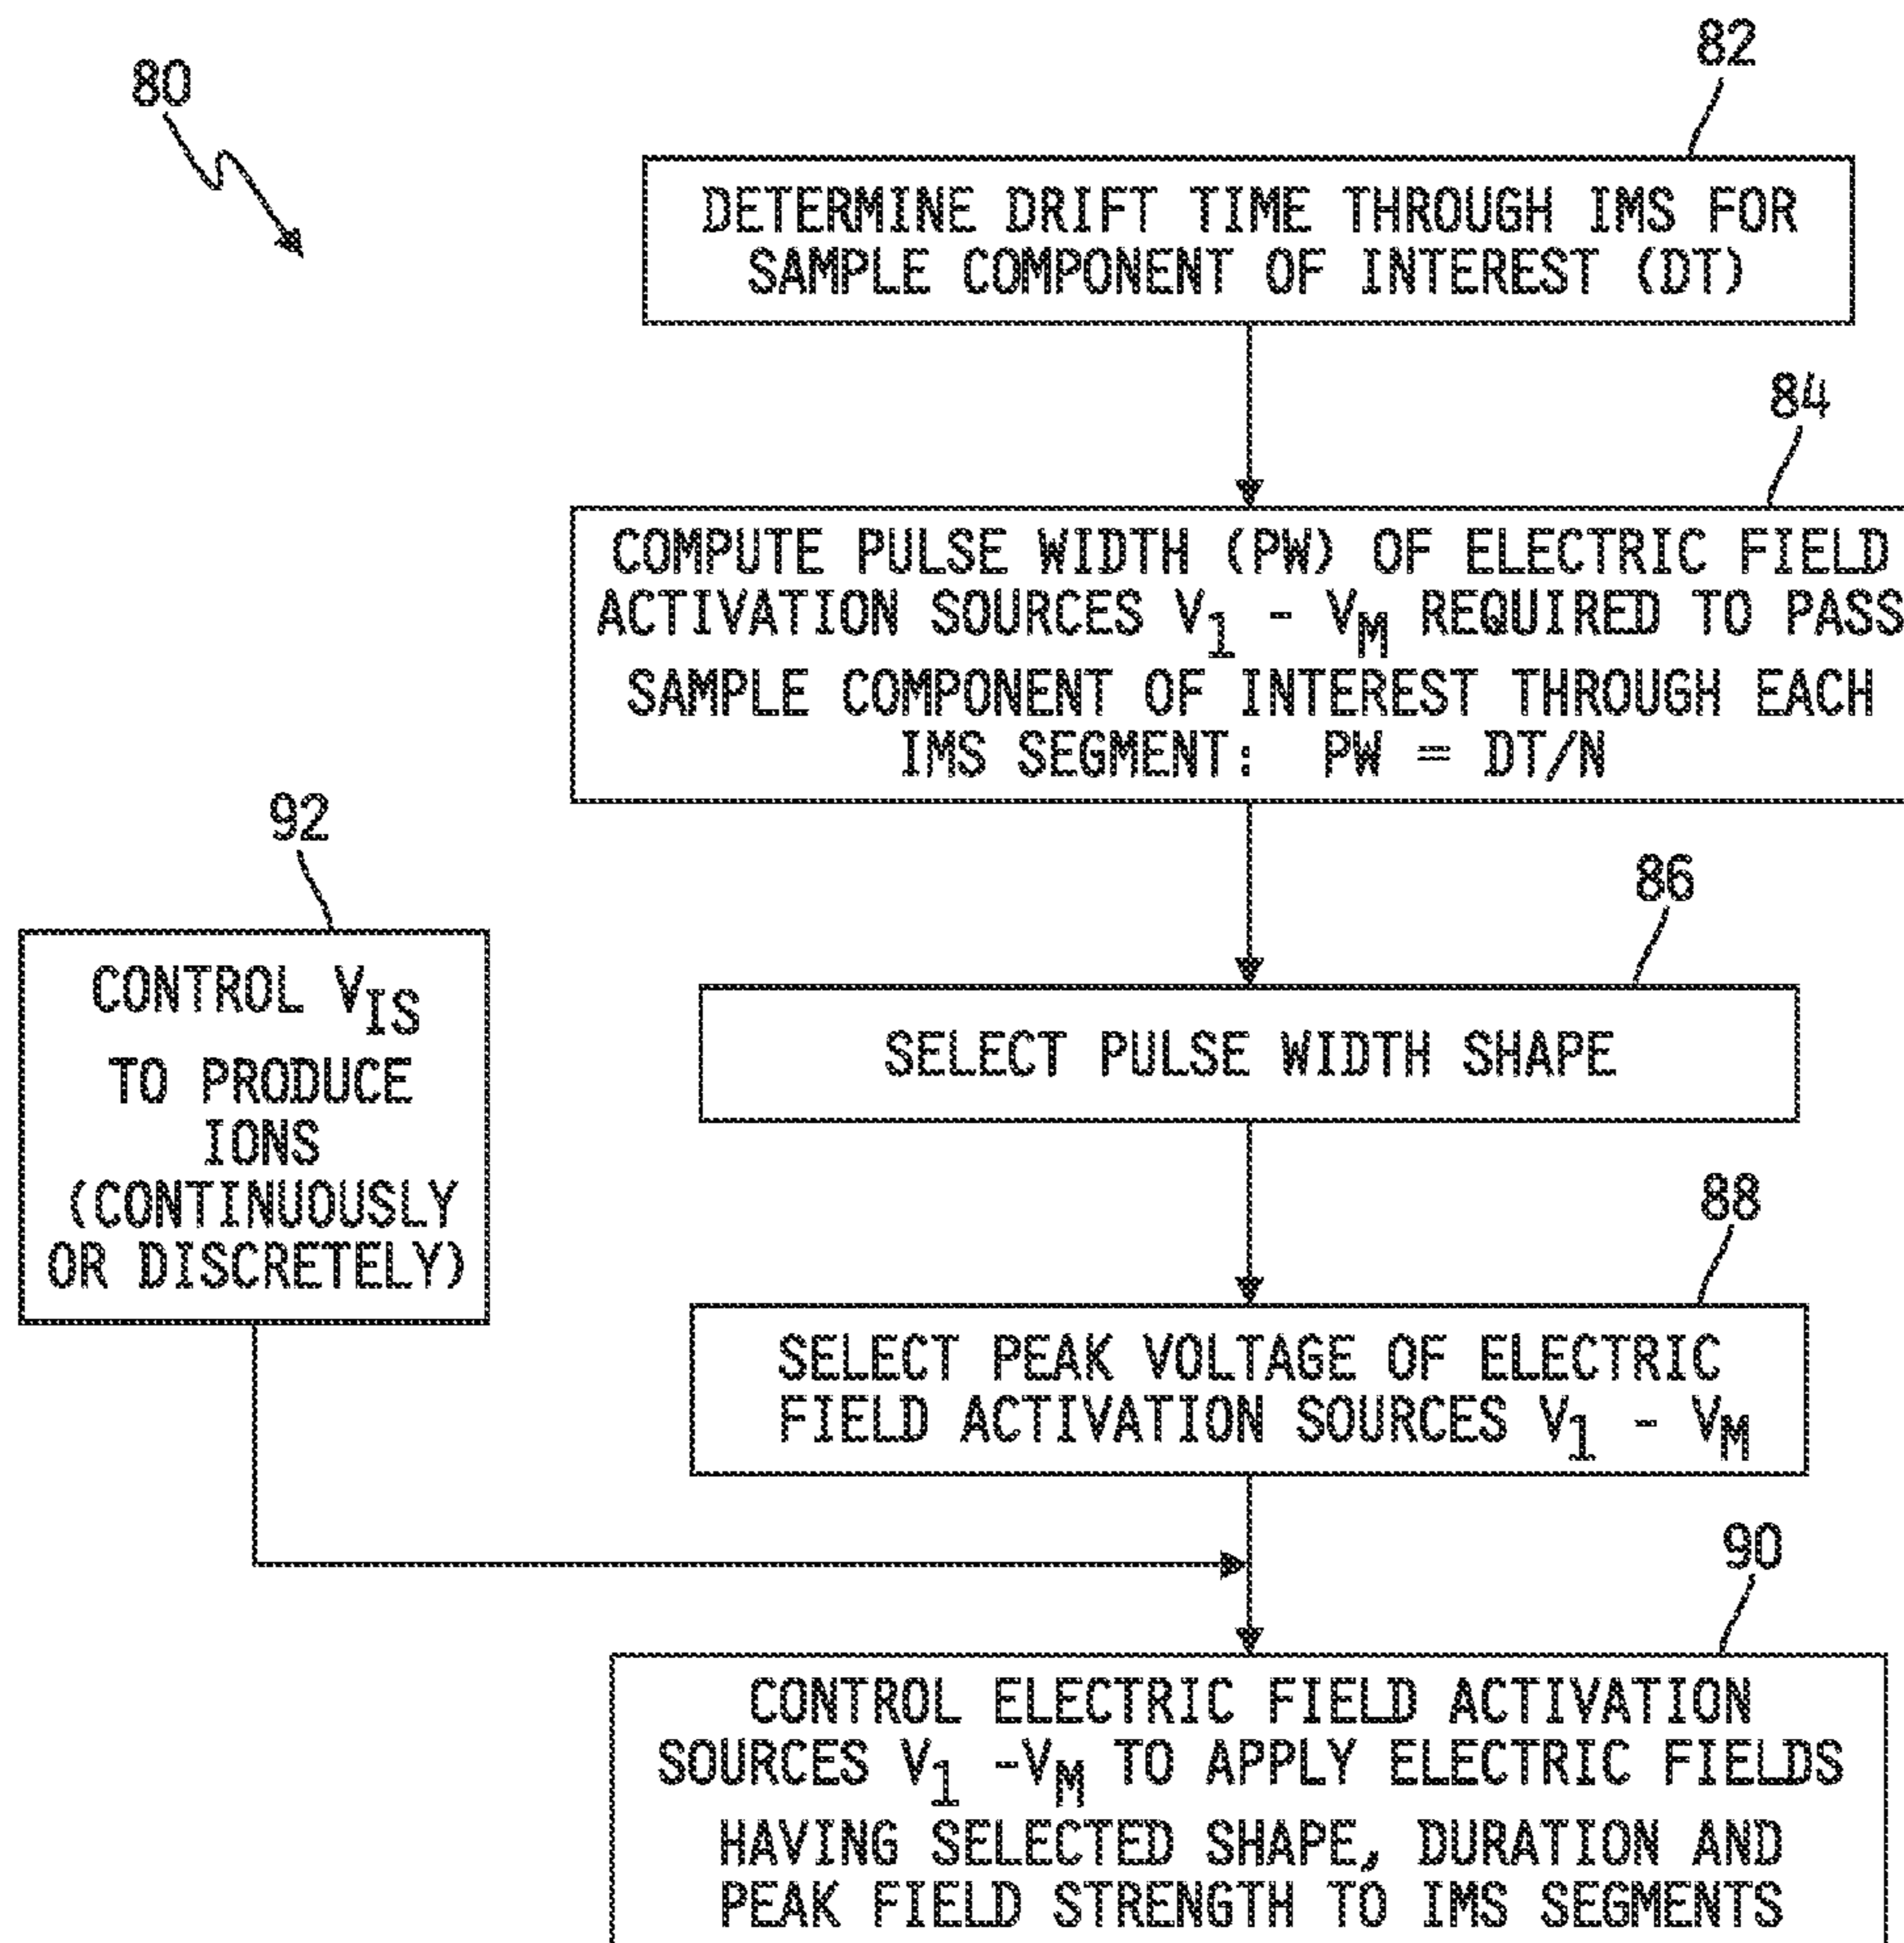 80
82
DETERMINE DRIFT TIME THROUGH IMS FOR
SAMPLE COMPONENT OF INTEREST (DT)
84
COMPUTE PULSE WIDTH (PW) OF ELECTRIC FIELD
ACTIVATION SOURCES V1 - VM REQUIRED TO PASS
SAMPLE COMPONENT OF INTEREST THROUGH EACH
IMS SEGMENT: PW = DT/N
92
CONTROL VIS
TO PRODUCE
IONS
(CONTINUOUSLY
OR DISCRETELY)
86
SELECT PULSE WIDTH SHAPE
88
SELECT PEAK VOLTAGE OF ELECTRIC
FIELD ACTIVATION SOURCES V1 - VM
90
CONTROL ELECTRIC FIELD ACTIVATION
SOURCES V1 -VM TO APPLY ELECTRIC FIELDS
HAVING SELECTED SHAPE, DURATION AND
PEAK FIELD STRENGTH TO IMS SEGMENTS